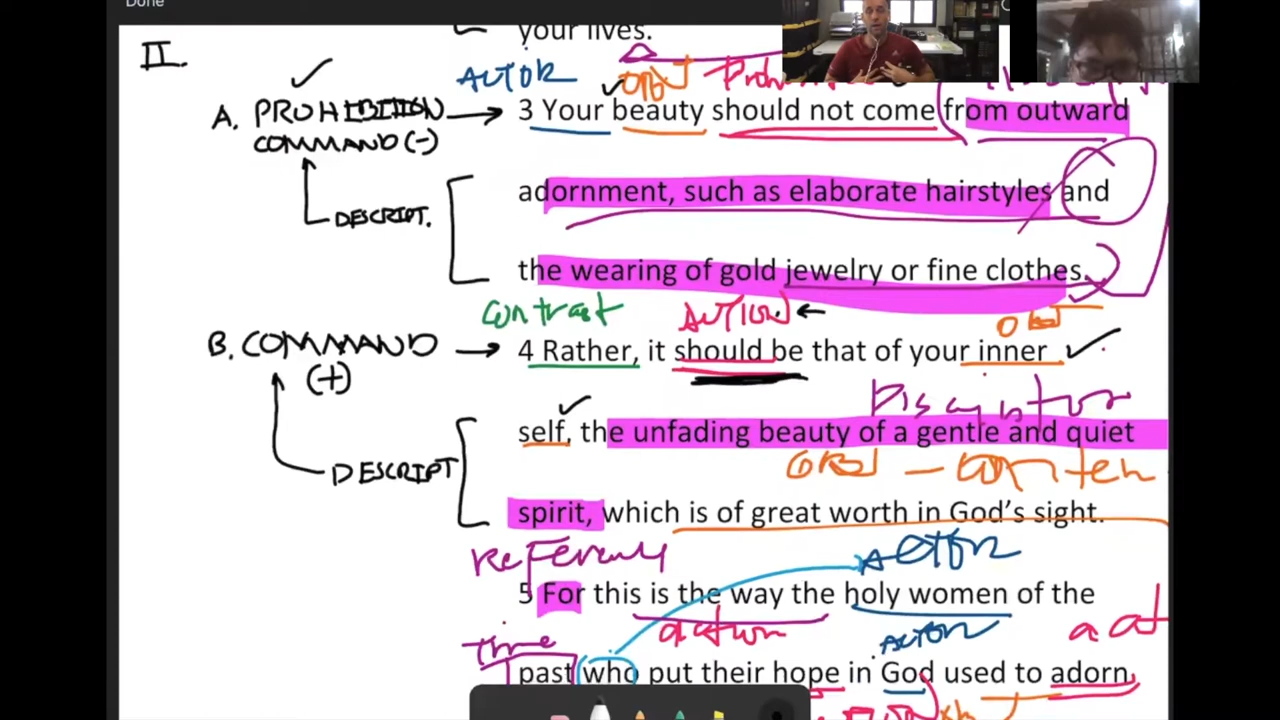 Done
your lives.
II.
ACTOR OBJ
A. PROHIBITION → 3 Your beauty should not come from outward
COMMAND (-)
adornment, such as elaborate hairstyles and
DESCRIPT.
the wearing of gold jewelry or fine clothes.
Contrast ACTION ←
B. COMMAND → 4 Rather, it should be that of your inner
(+)
self, the unfading beauty of a gentle and quiet
DESCRIPT
spirit, which is of great worth in God's sight.
ACTOR
5 For this is the way the holy women of the
action ACTOR
Time
past who put their hope in God used to adorn